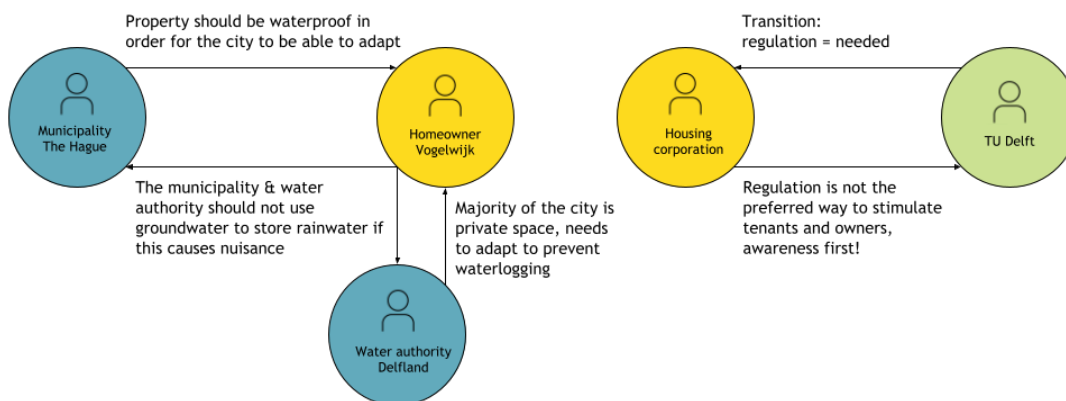 Property should be waterproof in
order for the city to be able to adapt
Municipality
The Hague
Homeowner
Vogelwijk
The municipality & water
authority should not use
groundwater to store rainwater if
this causes nuisance
Majority of the city is
private space, needs
to adapt to prevent
waterlogging
Water authority
Delfland
Transition:
regulation = needed
Housing
corporation
TU Delft
Regulation is not the
preferred way to stimulate
tenants and owners,
awareness first!